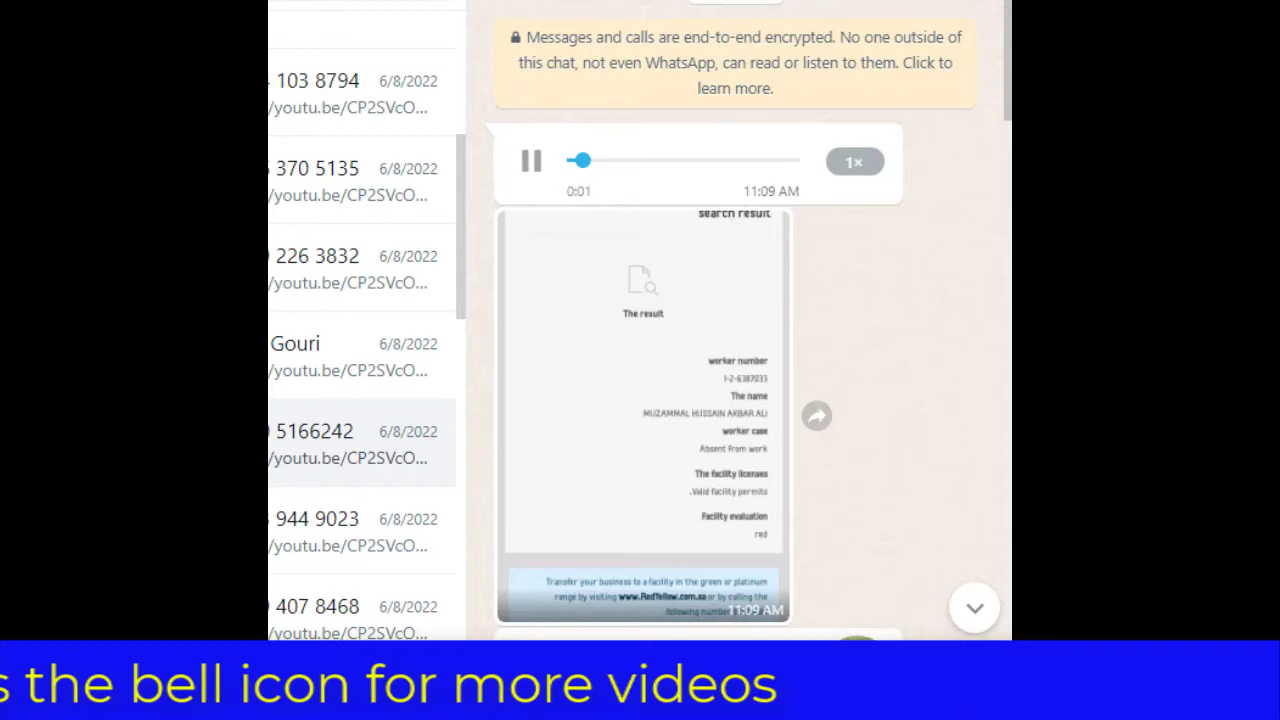 103 8794 6/8/2022
/youtu.be/CP2SVcO...
370 5135 6/8/2022
/youtu.be/CP2SVcO...
226 3832 6/8/2022
/youtu.be/CP2SVcO...
Gouri 6/8/2022
/youtu.be/CP2SVcO...
5166242 6/8/2022
/youtu.be/CP2SVcO...
944 9023 6/8/2022
/youtu.be/CP2SVcO...
407 8468 6/8/2022
/youtu.be/CP2SVcO...
Messages and calls are end-to-end encrypted. No one outside of
this chat, not even WhatsApp, can read or listen to them. Click to
learn more.
1×
0:01 11:09 AM
search result
The result
worker number
1-2-6387033
The name
MUZAMMAL HUSSAIN AKBAR ALI
worker case
Absent from work
The facility licenses
.Valid facility permits
Facility evaluation
red
Transfer your business to a facility in the green or platinum
range by visiting www.RedYellow.com.sa or by calling the
following number
11:09 AM
s the bell icon for more videos